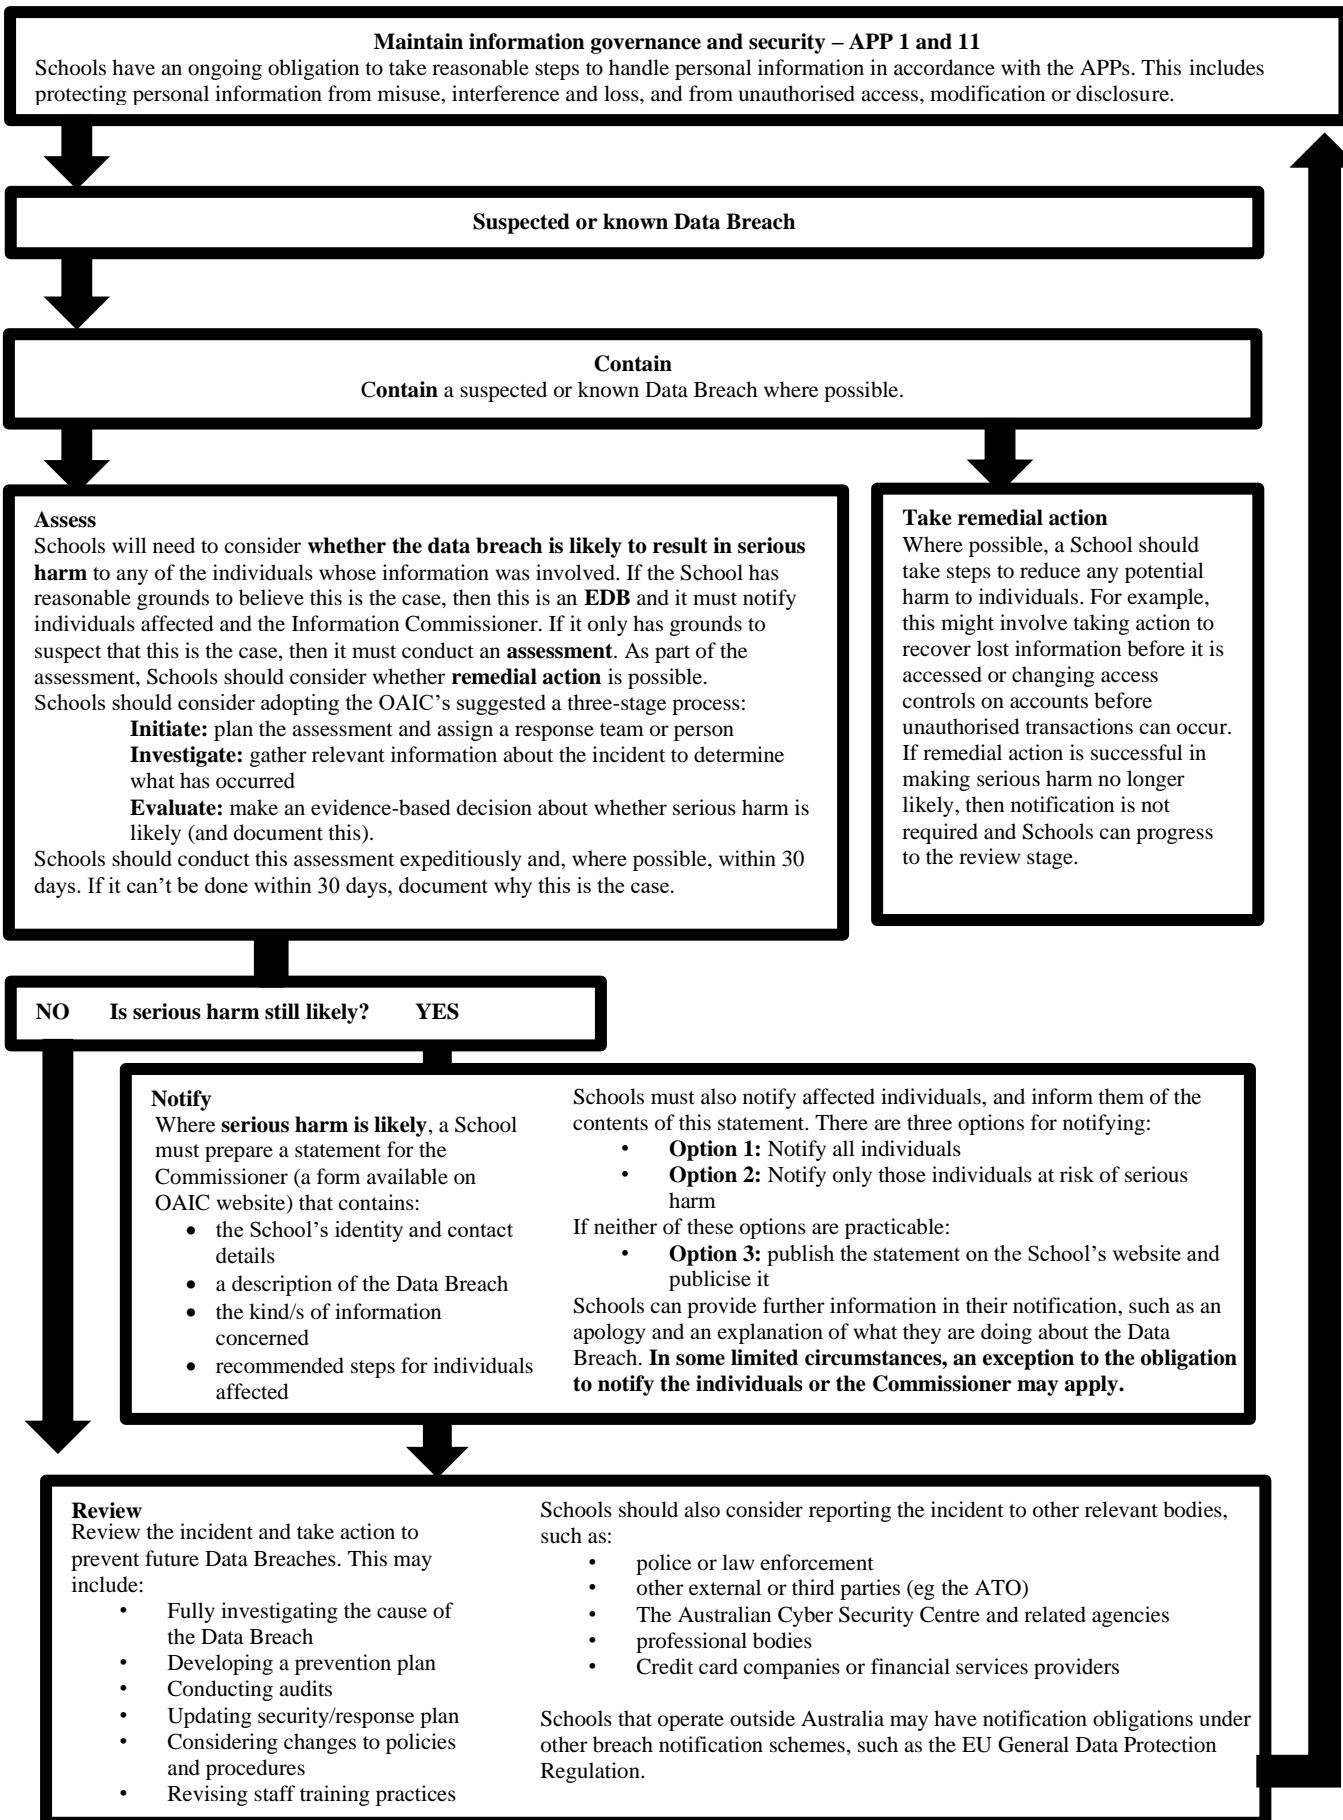 Maintain information governance and security – APP 1 and 11
Schools have an ongoing obligation to take reasonable steps to handle personal information in accordance with the APPs. This includes
protecting personal information from misuse, interference and loss, and from unauthorised access, modification or disclosure.
Suspected or known Data Breach
Contain
Contain a suspected or known Data Breach where possible.
Assess
Schools will need to consider whether the data breach is likely to result in serious
harm to any of the individuals whose information was involved. If the School has
reasonable grounds to believe this is the case, then this is an EDB and it must notify
individuals affected and the Information Commissioner. If it only has grounds to
suspect that this is the case, then it must conduct an assessment. As part of the
assessment, Schools should consider whether remedial action is possible.
Schools should consider adopting the OAIC's suggested a three-stage process:
Initiate: plan the assessment and assign a response team or person
Investigate: gather relevant information about the incident to determine
what has occurred
Evaluate: make an evidence-based decision about whether serious harm is
likely (and document this).
Schools should conduct this assessment expeditiously and, where possible, within 30
days. If it can't be done within 30 days, document why this is the case.
Take remedial action
Where possible, a School should
take steps to reduce any potential
harm to individuals. For example,
this might involve taking action to
recover lost information before it is
accessed or changing access
controls on accounts before
unauthorised transactions can occur.
If remedial action is successful in
making serious harm no longer
likely, then notification is not
required and Schools can progress
to the review stage.
NO Is serious harm still likely? YES
Notify
Where serious harm is likely, a School
must prepare a statement for the
Commissioner (a form available on
OAIC website) that contains:
• the School's identity and contact
details
• a description of the Data Breach
• the kind/s of information
concerned
• recommended steps for individuals
affected
Schools must also notify affected individuals, and inform them of the
contents of this statement. There are three options for notifying:
• Option 1: Notify all individuals
• Option 2: Notify only those individuals at risk of serious
harm
If neither of these options are practicable:
• Option 3: publish the statement on the School's website and
publicise it
Schools can provide further information in their notification, such as an
apology and an explanation of what they are doing about the Data
Breach. In some limited circumstances, an exception to the obligation
to notify the individuals or the Commissioner may apply.
Review
Review the incident and take action to
prevent future Data Breaches. This may
include:
• Fully investigating the cause of
the Data Breach
• Developing a prevention plan
• Conducting audits
• Updating security/response plan
• Considering changes to policies
and procedures
• Revising staff training practices
Schools should also consider reporting the incident to other relevant bodies,
such as:
• police or law enforcement
• other external or third parties (eg the ATO)
• The Australian Cyber Security Centre and related agencies
• professional bodies
• Credit card companies or financial services providers
Schools that operate outside Australia may have notification obligations under
other breach notification schemes, such as the EU General Data Protection
Regulation.